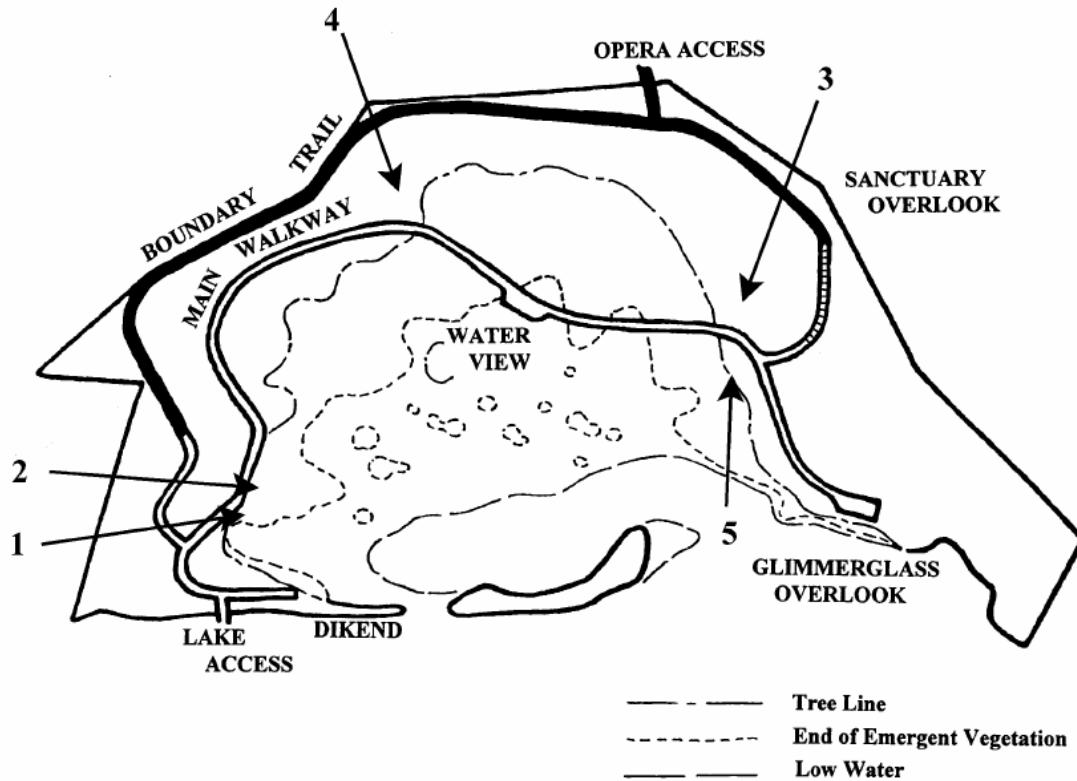 4
OPERA ACCESS
3
BOUNDARY
TRAIL
SANCTUARY
OVERLOOK
MAIN
WALKWAY
WATER
VIEW
2
1
5
GLIMMERGLASS
OVERLOOK
LAKE
ACCESS
DIKEND
Tree Line
End of Emergent Vegetation
Low Water